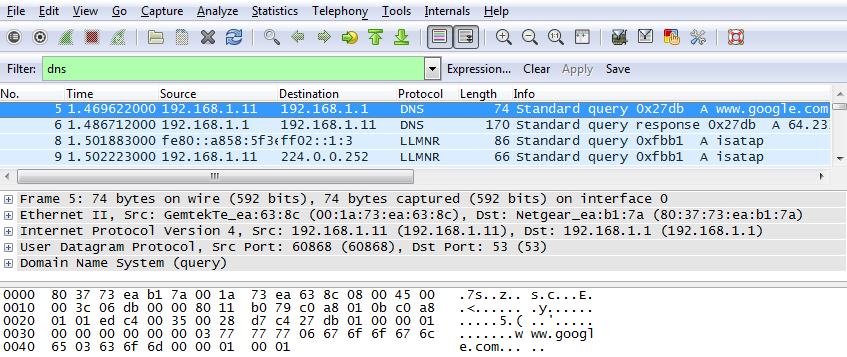 File Edit View Go Capture Analyze Statistics Telephony Tools Internals Help
Filter: dns Expression... Clear Apply Save
No. Time Source Destination Protocol Length Info
5 1.469622000 192.168.1.11 192.168.1.1 DNS 74 Standard query 0x27db A www.google.com
6 1.486712000 192.168.1.1 192.168.1.11 DNS 170 Standard query response 0x27db A 64.23
8 1.501883000 fe80::a858:5f3e ff02::1:3 LLMNR 86 Standard query 0xfbb1 A isatap
9 1.502223000 192.168.1.11 224.0.0.252 LLMNR 66 Standard query 0xfbb1 A isatap
Frame 5: 74 bytes on wire (592 bits), 74 bytes captured (592 bits) on interface 0
Ethernet II, Src: GemtekTe_ea:63:8c (00:1a:73:ea:63:8c), Dst: Netgear_ea:b1:7a (80:37:73:ea:b1:7a)
Internet Protocol Version 4, Src: 192.168.1.11 (192.168.1.11), Dst: 192.168.1.1 (192.168.1.1)
User Datagram Protocol, Src Port: 60868 (60868), Dst Port: 53 (53)
Domain Name System (query)
0000 80 37 73 ea b1 7a 00 1a 73 ea 63 8c 08 00 45 00 .7s..z.. s.c...E.
0010 00 3c 06 db 00 00 80 11 b0 79 c0 a8 01 0b c0 a8 .<...... .y......
0020 01 01 ed c4 00 35 00 28 d7 c4 27 db 01 00 00 01 .....5.( ..'.....
0030 00 00 00 00 00 00 03 77 77 77 06 67 6f 6f 67 6c .......w ww.googl
0040 65 03 63 6f 6d 00 00 01 00 01 e.com... ..